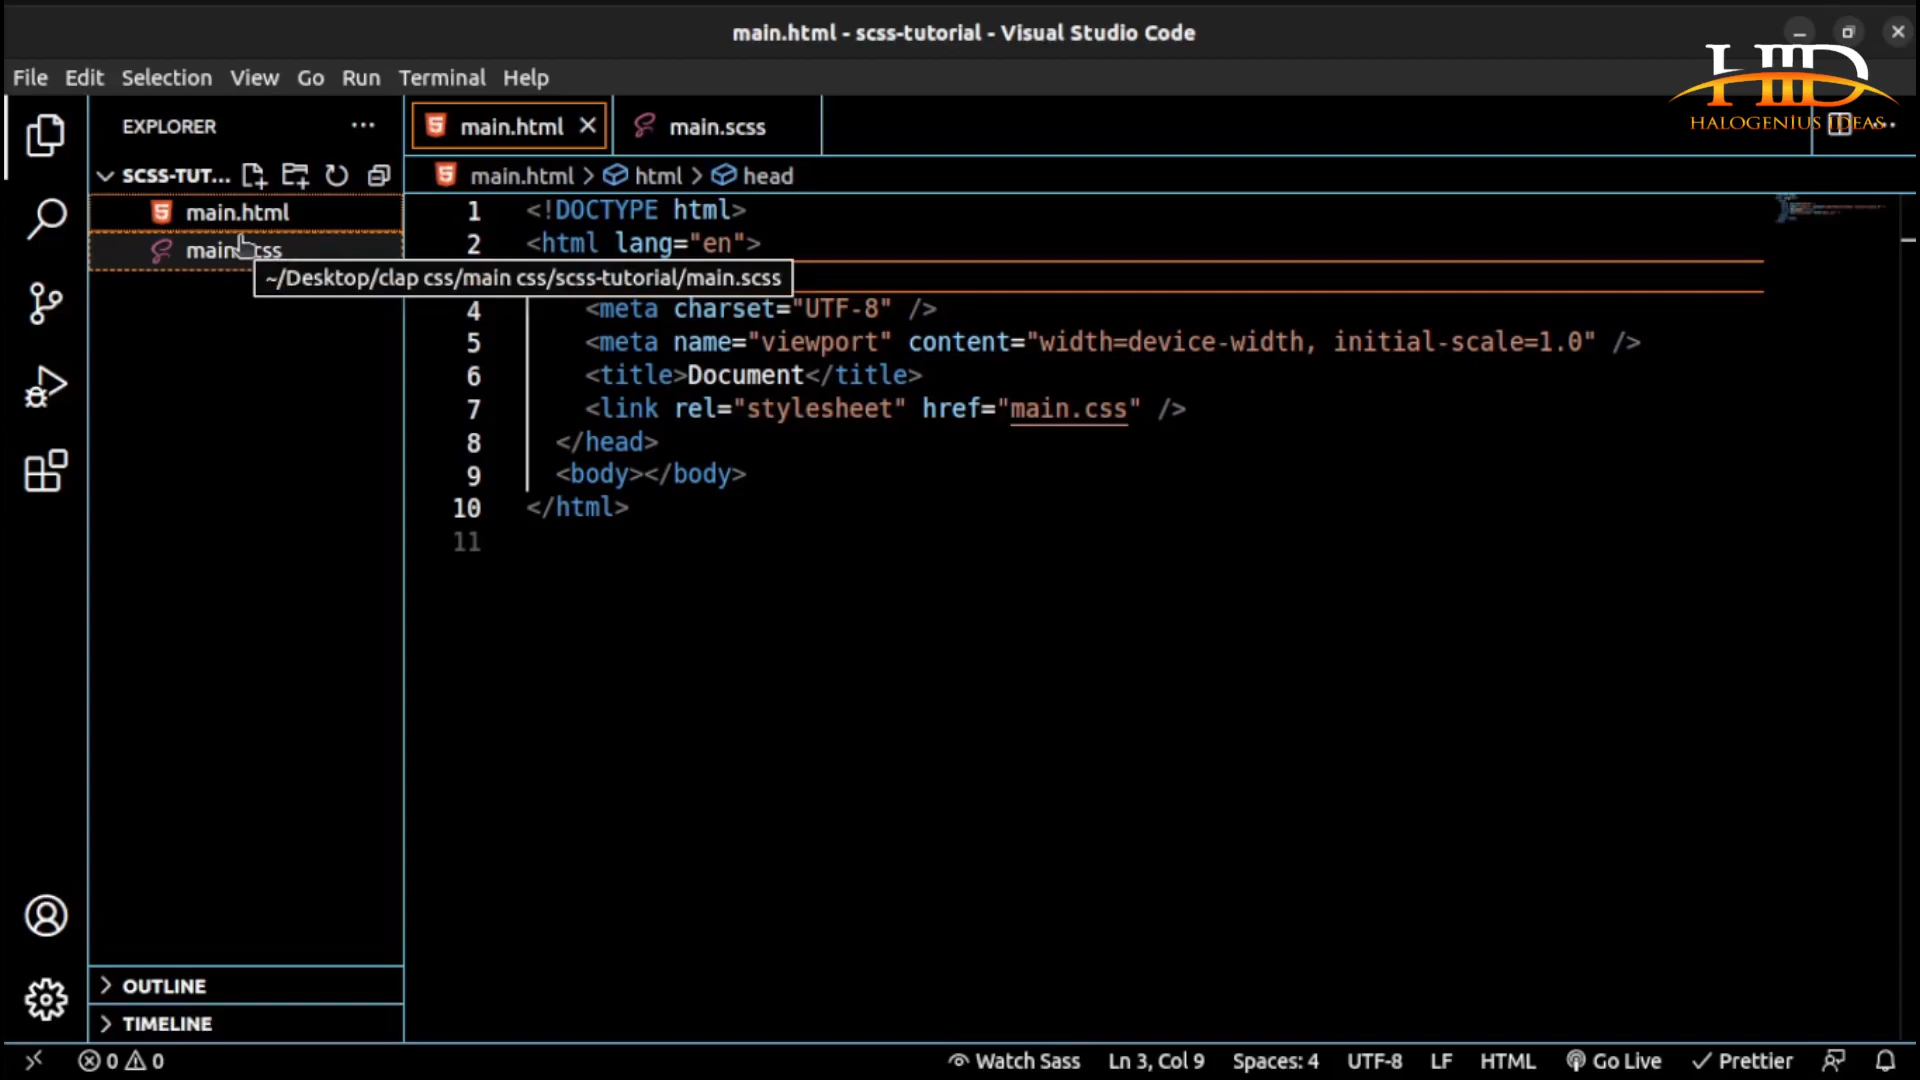 main.html - scss-tutorial - Visual Studio Code
File Edit Selection View Go Run Terminal Help
HID
HALOGENIUS IDEAS
EXPLORER
SCSS-TUT...
main.html
~/Desktop/clap css/main css/scss-tutorial/main.scss
main.html
main.scss
main.html > html > head
1 <!DOCTYPE html>
2 <html lang="en">
4 <meta charset="UTF-8" />
5 <meta name="viewport" content="width=device-width, initial-scale=1.0" />
6 <title>Document</title>
7 <link rel="stylesheet" href="main.css" />
8 </head>
9 <body></body>
10 </html>
11
OUTLINE
TIMELINE
0 0
Watch Sass Ln 3, Col 9 Spaces: 4 UTF-8 LF HTML Go Live Prettier